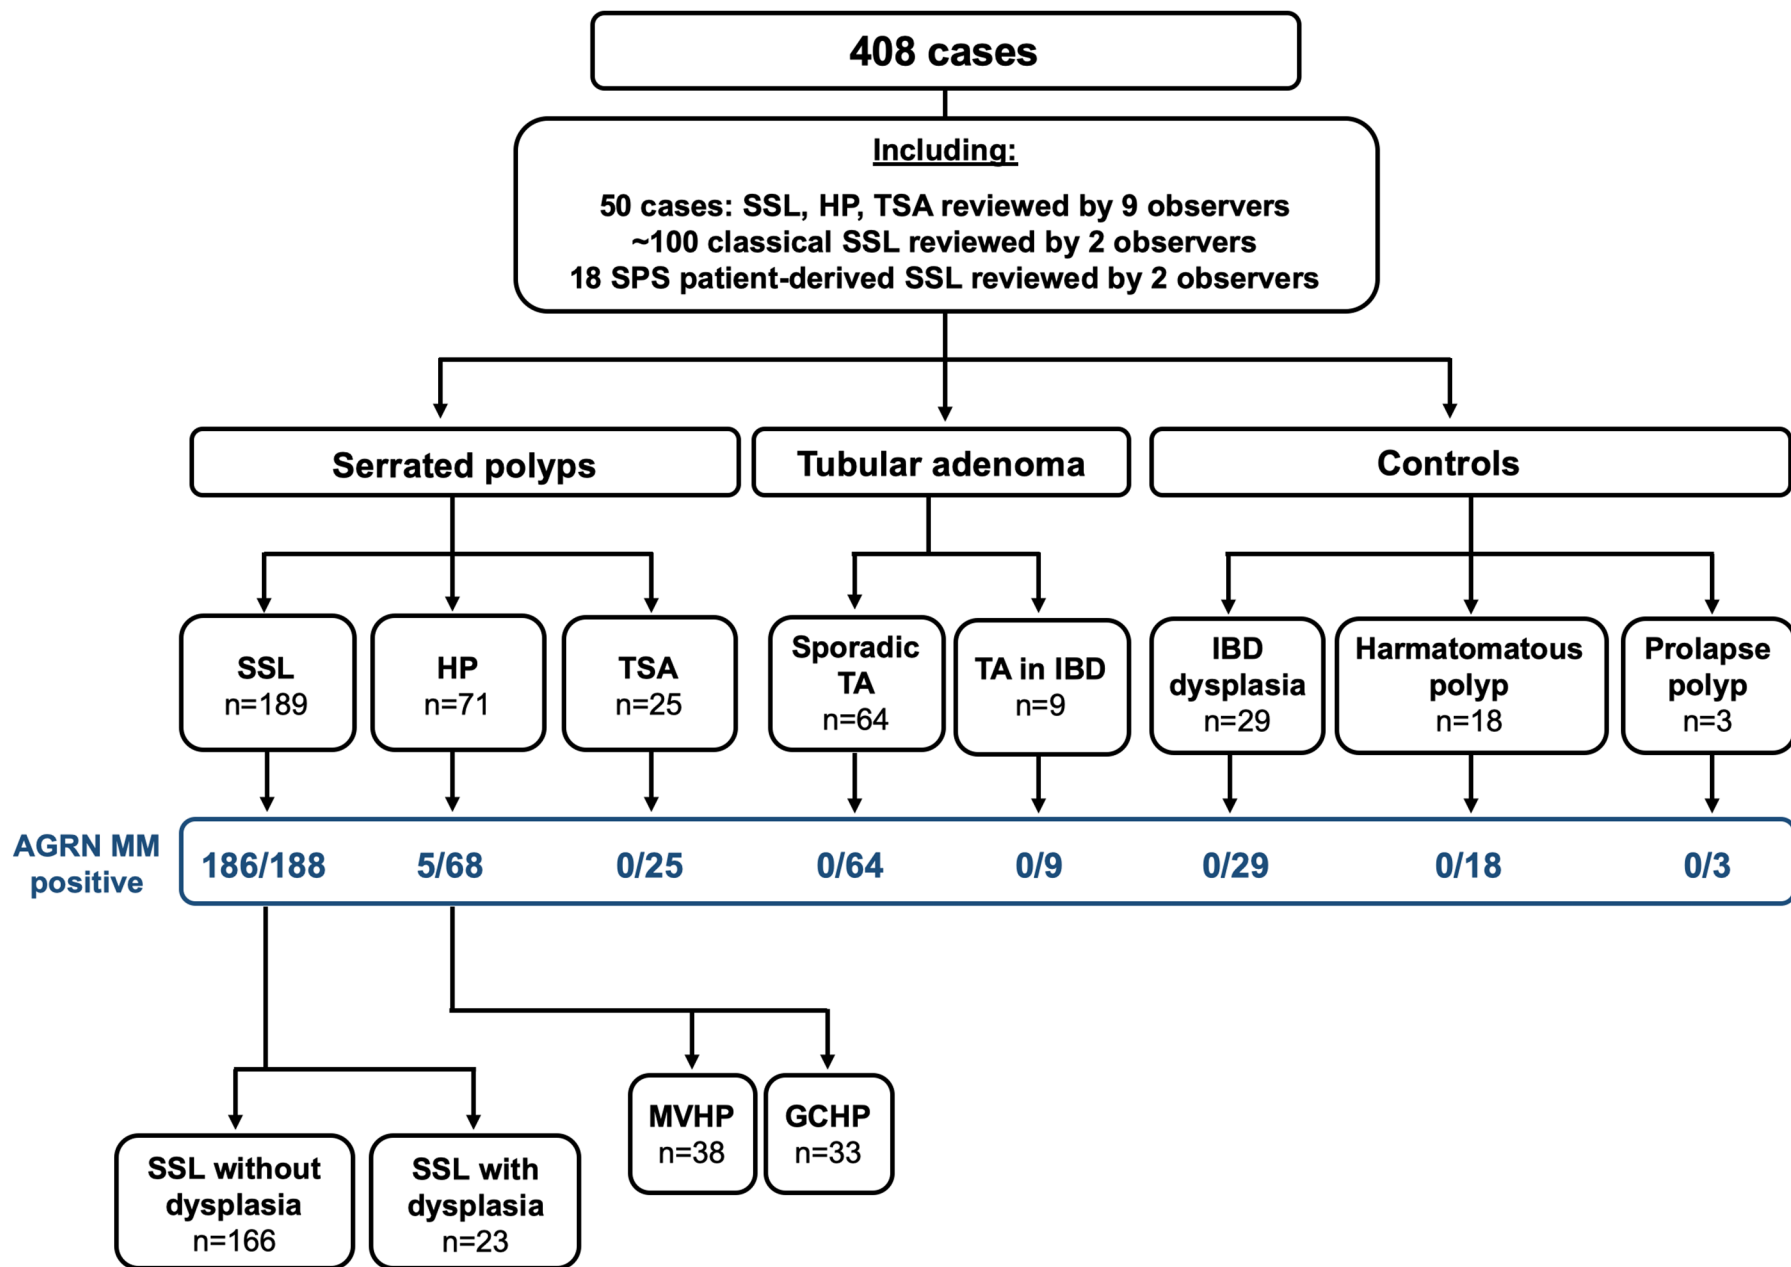 408 cases
Including:
50 cases: SSL, HP, TSA reviewed by 9 observers
~100 classical SSL reviewed by 2 observers
18 SPS patient-derived SSL reviewed by 2 observers
Serrated polyps
Tubular adenoma
Controls
SSL
n=189
HP
n=71
TSA
n=25
Sporadic
TA
n=64
TA in IBD
n=9
IBD
dysplasia
n=29
Harmatomatous
polyp
n=18
Prolapse
polyp
n=3
AGRN MM
positive
186/188
5/68
0/25
0/64
0/9
0/29
0/18
0/3
SSL without
dysplasia
n=166
SSL with
dysplasia
n=23
MVHP
n=38
GCHP
n=33